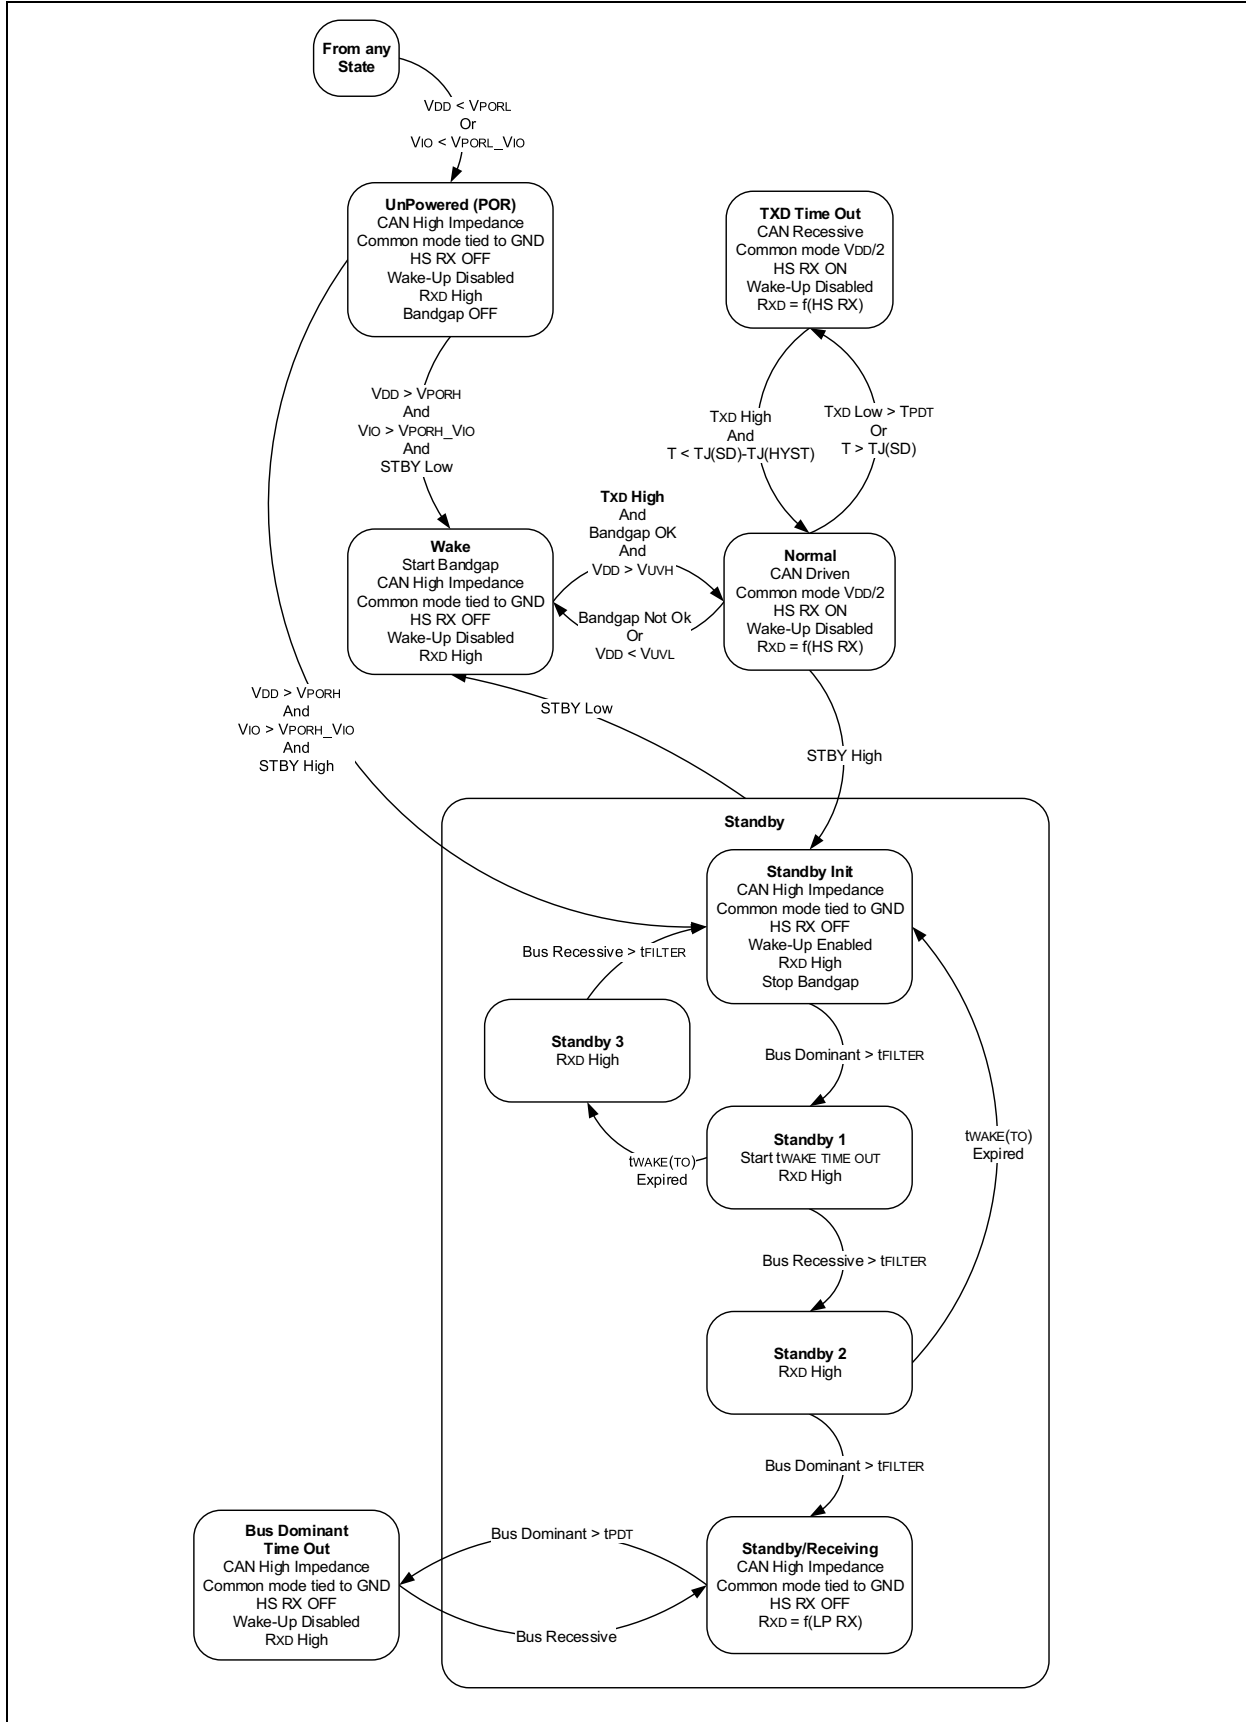 From any
State
VDD < VPORL
Or
VIO < VPORL_VIO
UnPowered (POR)
CAN High Impedance
Common mode tied to GND
HS RX OFF
Wake-Up Disabled
RXD High
Bandgap OFF
TXD Time Out
CAN Recessive
Common mode VDD/2
HS RX ON
Wake-Up Disabled
RXD = f(HS RX)
VDD > VPORH
And
VIO > VPORH_VIO
And
STBY Low
TXD High
And
T < TJ(SD)-TJ(HYST)
TXD Low > TPDT
Or
T > TJ(SD)
TXD High
And
Bandgap OK
And
VDD > VUVH
Wake
Start Bandgap
CAN High Impedance
Common mode tied to GND
HS RX OFF
Wake-Up Disabled
RXD High
Bandgap Not Ok
Or
VDD < VUVL
Normal
CAN Driven
Common mode VDD/2
HS RX ON
Wake-Up Disabled
RXD = f(HS RX)
VDD > VPORH
And
VIO > VPORH_VIO
And
STBY High
STBY Low
STBY High
Standby
Standby Init
CAN High Impedance
Common mode tied to GND
HS RX OFF
Wake-Up Enabled
RXD High
Stop Bandgap
Bus Recessive > tFILTER
Standby 3
RXD High
Bus Dominant > tFILTER
Standby 1
Start tWAKE TIME OUT
RXD High
tWAKE(TO)
Expired
tWAKE(TO)
Expired
Bus Recessive > tFILTER
Standby 2
RXD High
Bus Dominant > tFILTER
Bus Dominant
Time Out
CAN High Impedance
Common mode tied to GND
HS RX OFF
Wake-Up Disabled
RXD High
Bus Dominant > tPDT
Bus Recessive
Standby/Receiving
CAN High Impedance
Common mode tied to GND
HS RX OFF
RXD = f(LP RX)